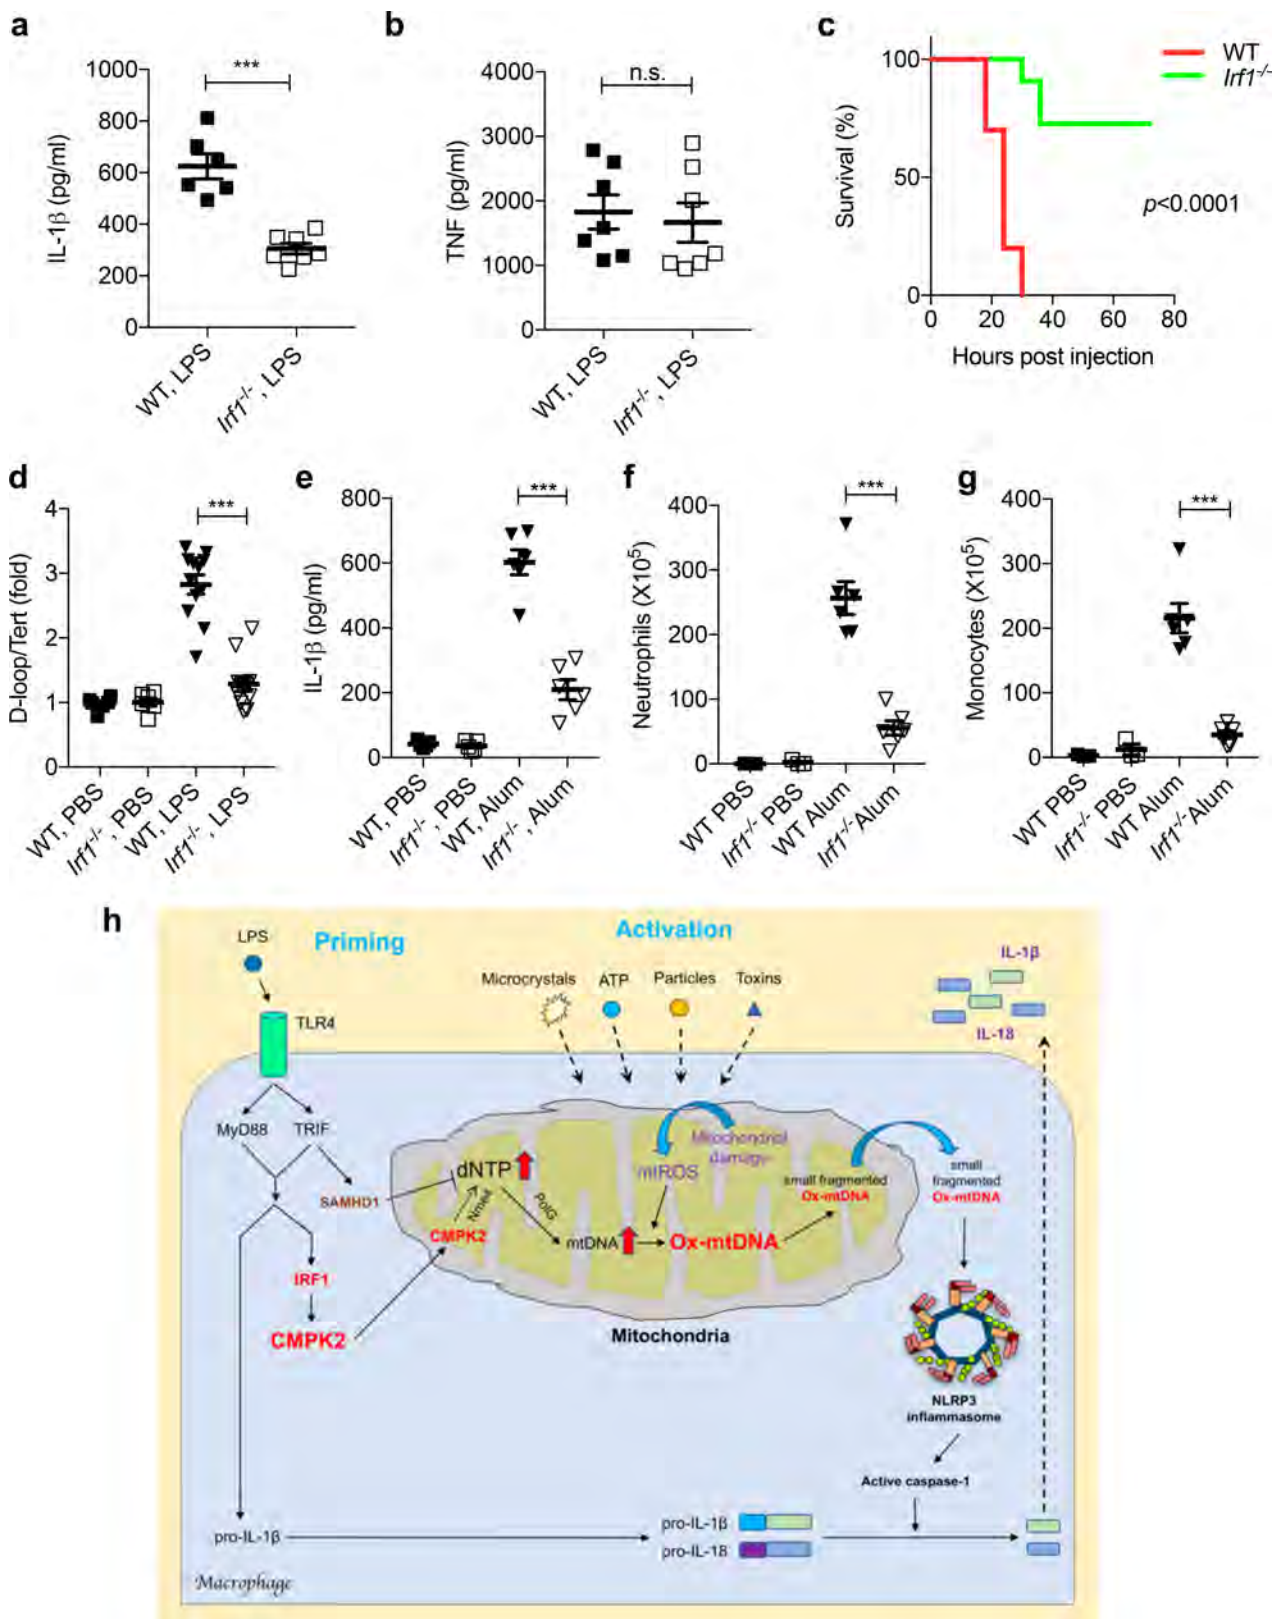 a
IL-1β (pg/ml)
1000
800
600
400
200
0
***
WT, LPS
Irf1-/-, LPS
b
TNF (pg/ml)
4000
3000
2000
1000
0
n.s.
WT, LPS
Irf1-/-, LPS
c
Survival (%)
100
50
0
0 20 40 60 80
Hours post injection
WT
Irf1-/-
p<0.0001
d
D-loop/Tert (fold)
4
3
2
1
0
***
WT, PBS
Irf1-/-, PBS
WT, LPS
Irf1-/-, LPS
e
IL-1β (pg/ml)
800
600
400
200
0
***
WT, PBS
Irf1-/-, PBS
WT, Alum
Irf1-/-, Alum
f
Neutrophils (X10⁵)
400
300
200
100
0
***
WT PBS
Irf1-/- PBS
WT Alum
Irf1-/- Alum
g
Monocytes (X10⁵)
400
300
200
100
0
***
WT PBS
Irf1-/- PBS
WT Alum
Irf1-/- Alum
h
Priming
Activation
LPS
TLR4
Microcrystals ATP Particles Toxins
IL-1β
IL-18
MyD88 TRIF
SAMHD1
IRF1
CMPK2
dNTP
Nme4
PolG
CMPK2
mtDNA
mtROS
Mitochondrial
damage
Ox-mtDNA
small fragmented
Ox-mtDNA
small
fragmented
Ox-mtDNA
Mitochondria
NLRP3
inflammasome
Active caspase-1
pro-IL-1β
pro-IL-1β
pro-IL-18
Macrophage